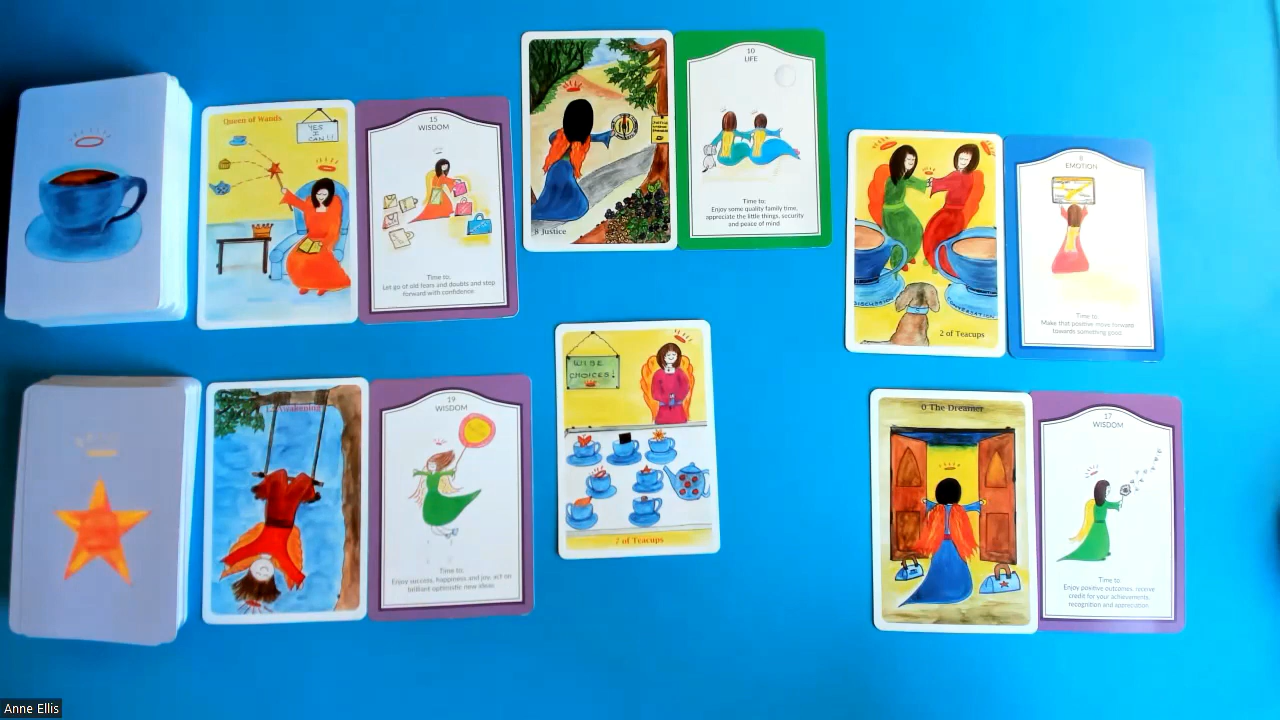 Queen of Wands
YES
I
CAN!!
15
WISDOM
Time to:
Let go of old fears and doubts and step
forward with confidence
8 Justice
10
LIFE
Time to:
Enjoy some quality family time,
appreciate the little things, security
and peace of mind
DISCUSSION
CONVERSATION
2 of Teacups
8
EMOTION
Time to:
Make that positive move forward
towards something good.
12 Awakening
19
WISDOM
Time to:
Enjoy success, happiness and joy, act on
brilliant optimistic new ideas
WISE
CHOICES!
7 of Teacups
0 The Dreamer
17
WISDOM
Time to:
Enjoy positive outcomes, receive
credit for your achievements,
recognition and appreciation.
Anne Ellis